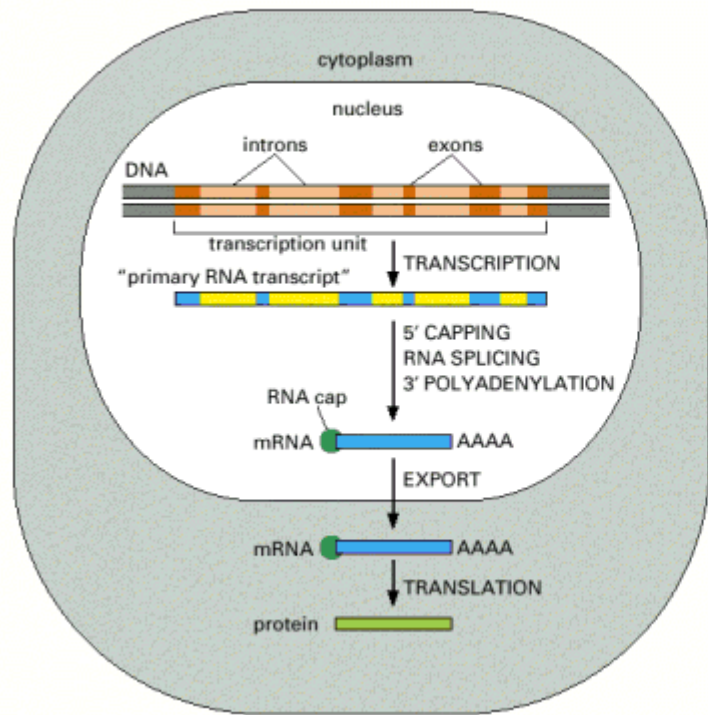 cytoplasm
nucleus
introns exons
DNA
transcription unit
TRANSCRIPTION
“primary RNA transcript”
5’ CAPPING
RNA SPLICING
3’ POLYADENYLATION
RNA cap
mRNA AAAA
EXPORT
mRNA AAAA
TRANSLATION
protein